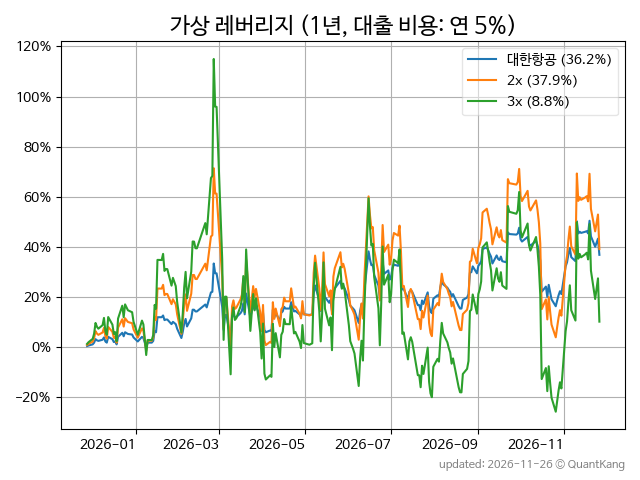 가상 레버리지 (1년, 대출 비용: 연 5%)
120%
100%
80%
60%
40%
20%
0%
−20%
대한항공 (36.2%)
2x (37.9%)
3x (8.8%)
2026-01
2026-03
2026-05
2026-07
2026-09
2026-11
updated: 2026-11-26 © QuantKang